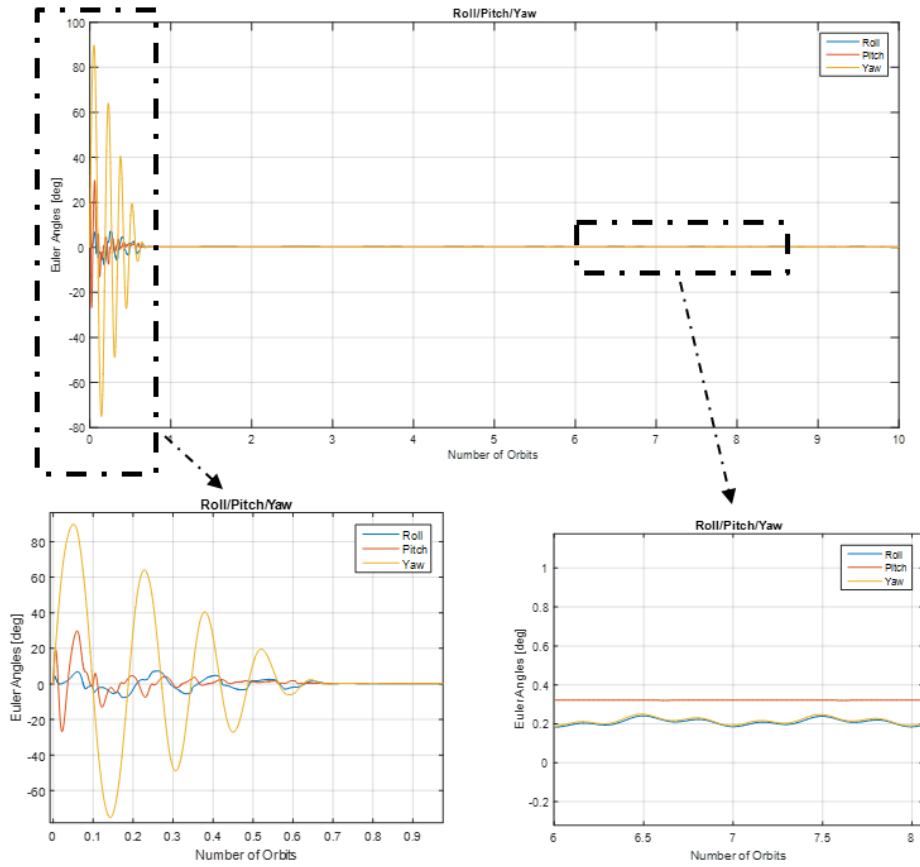 Roll/Pitch/Yaw
100
80
60
40
20
0
-20
-40
-60
-80
Euler Angles [deg]
Roll
Pitch
Yaw
0 1 2 3 4 5 6 7 8 9 10
Number of Orbits
Roll/Pitch/Yaw
80
60
40
20
0
-20
-40
-60
Euler Angles [deg]
Roll
Pitch
Yaw
0 0.1 0.2 0.3 0.4 0.5 0.6 0.7 0.8 0.9
Number of Orbits
Roll/Pitch/Yaw
1
0.8
0.6
0.4
0.2
0
-0.2
Euler Angles [deg]
Roll
Pitch
Yaw
6 6.5 7 7.5 8
Number of Orbits